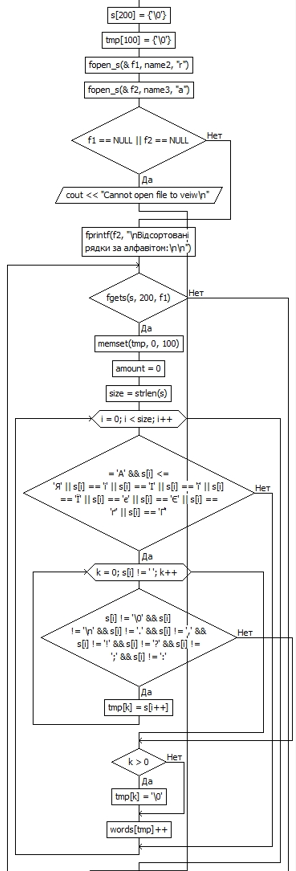 s[200] = {'\0'}
tmp[100] = {'\0'}
fopen_s(& f1, name2, "r")
fopen_s(& f2, name3, "a")
f1 == NULL || f2 == NULL
Нет
Да
cout << "Cannot open file to veiw\n"
fprintf(f2, "\nВідсортовані
рядки за алфавітом:\n\n")
fgets(s, 200, f1)
Нет
Да
memset(tmp, 0, 100)
amount = 0
size = strlen(s)
i = 0; i < size; i++
= 'А' && s[i] <=
'Я' || s[i] == 'і' || s[i] == 'І' || s[i] == 'ї' || s[i]
== 'Ї' || s[i] == 'є' || s[i] == 'Є' || s[i] ==
'ґ' || s[i] == 'Ґ'
Нет
Да
k = 0; s[i] != ' '; k++
s[i] != '\0' && s[i]
!= '\n' && s[i] != '.' && s[i] != ',' &&
s[i] != '!' && s[i] != '?' && s[i] !=
';' && s[i] != ':'
Нет
Да
tmp[k] = s[i++]
k > 0
Нет
Да
tmp[k] = '\0'
words[tmp]++